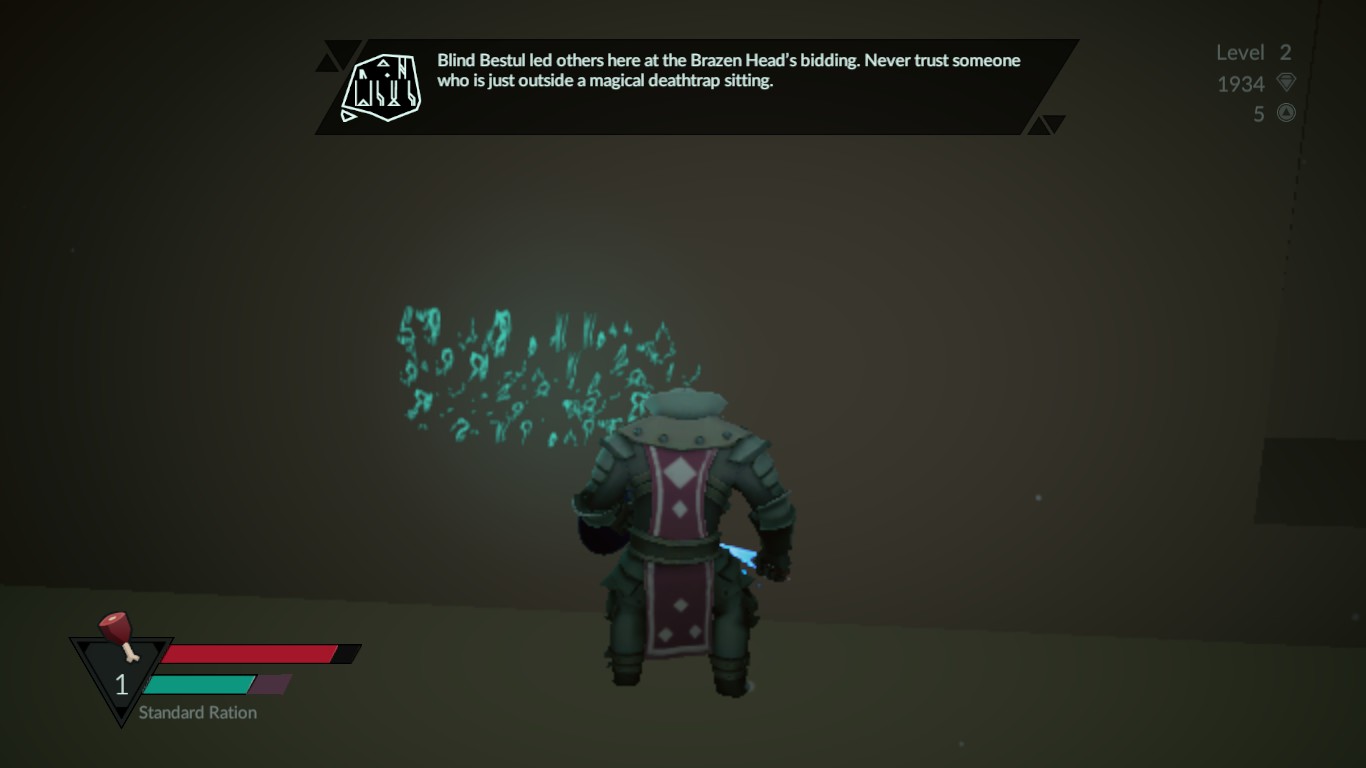 Blind Bestul led others here at the Brazen Head's bidding. Never trust someone
who is just outside a magical deathtrap sitting.
Level 2
1934
5
1
Standard Ration